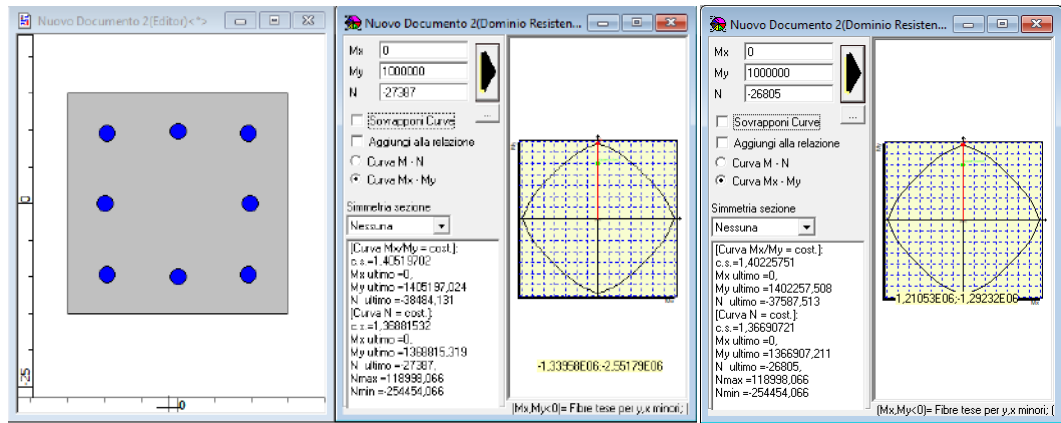 Nuovo Documento 2(Editor)<*>
0
-25
0
Nuovo Documento 2(Dominio Resisten...
Mx 0
My 1000000
N -27387
...
Sovrapponi Curve
Aggiungi alla relazione
Curva M - N
Curva Mx - My
Simmetria sezione
Nessuna
[Curva Mx/My = cost.]:
c.s.=1,40519702
Mx ultimo =0,
My ultimo =1405197,024
N ultimo =-38484,131
[Curva N = cost.]:
c.s.=1,36881532
Mx ultimo =0,
My ultimo =1368815,319
N ultimo =-27387,
Nmax =118998,066
Nmin =-254454,066
My
Mx
-1,33958E06;-2,55179E06
(Mx,My<0)= Fibre tese per y,x minori; (
Nuovo Documento 2(Dominio Resisten...
Mx 0
My 1000000
N -26805
...
Sovrapponi Curve
Aggiungi alla relazione
Curva M - N
Curva Mx - My
Simmetria sezione
Nessuna
[Curva Mx/My = cost.]:
c.s.=1,40225751
Mx ultimo =0,
My ultimo =1402257,508
N ultimo =-37587,513
[Curva N = cost.]:
c.s.=1,36690721
Mx ultimo =0,
My ultimo =1366907,211
N ultimo =-26805,
Nmax =118998,066
Nmin =-254454,066
My
-1,21053E06;-1,29232E06
Mx
(Mx,My<0)= Fibre tese per y,x minori; (